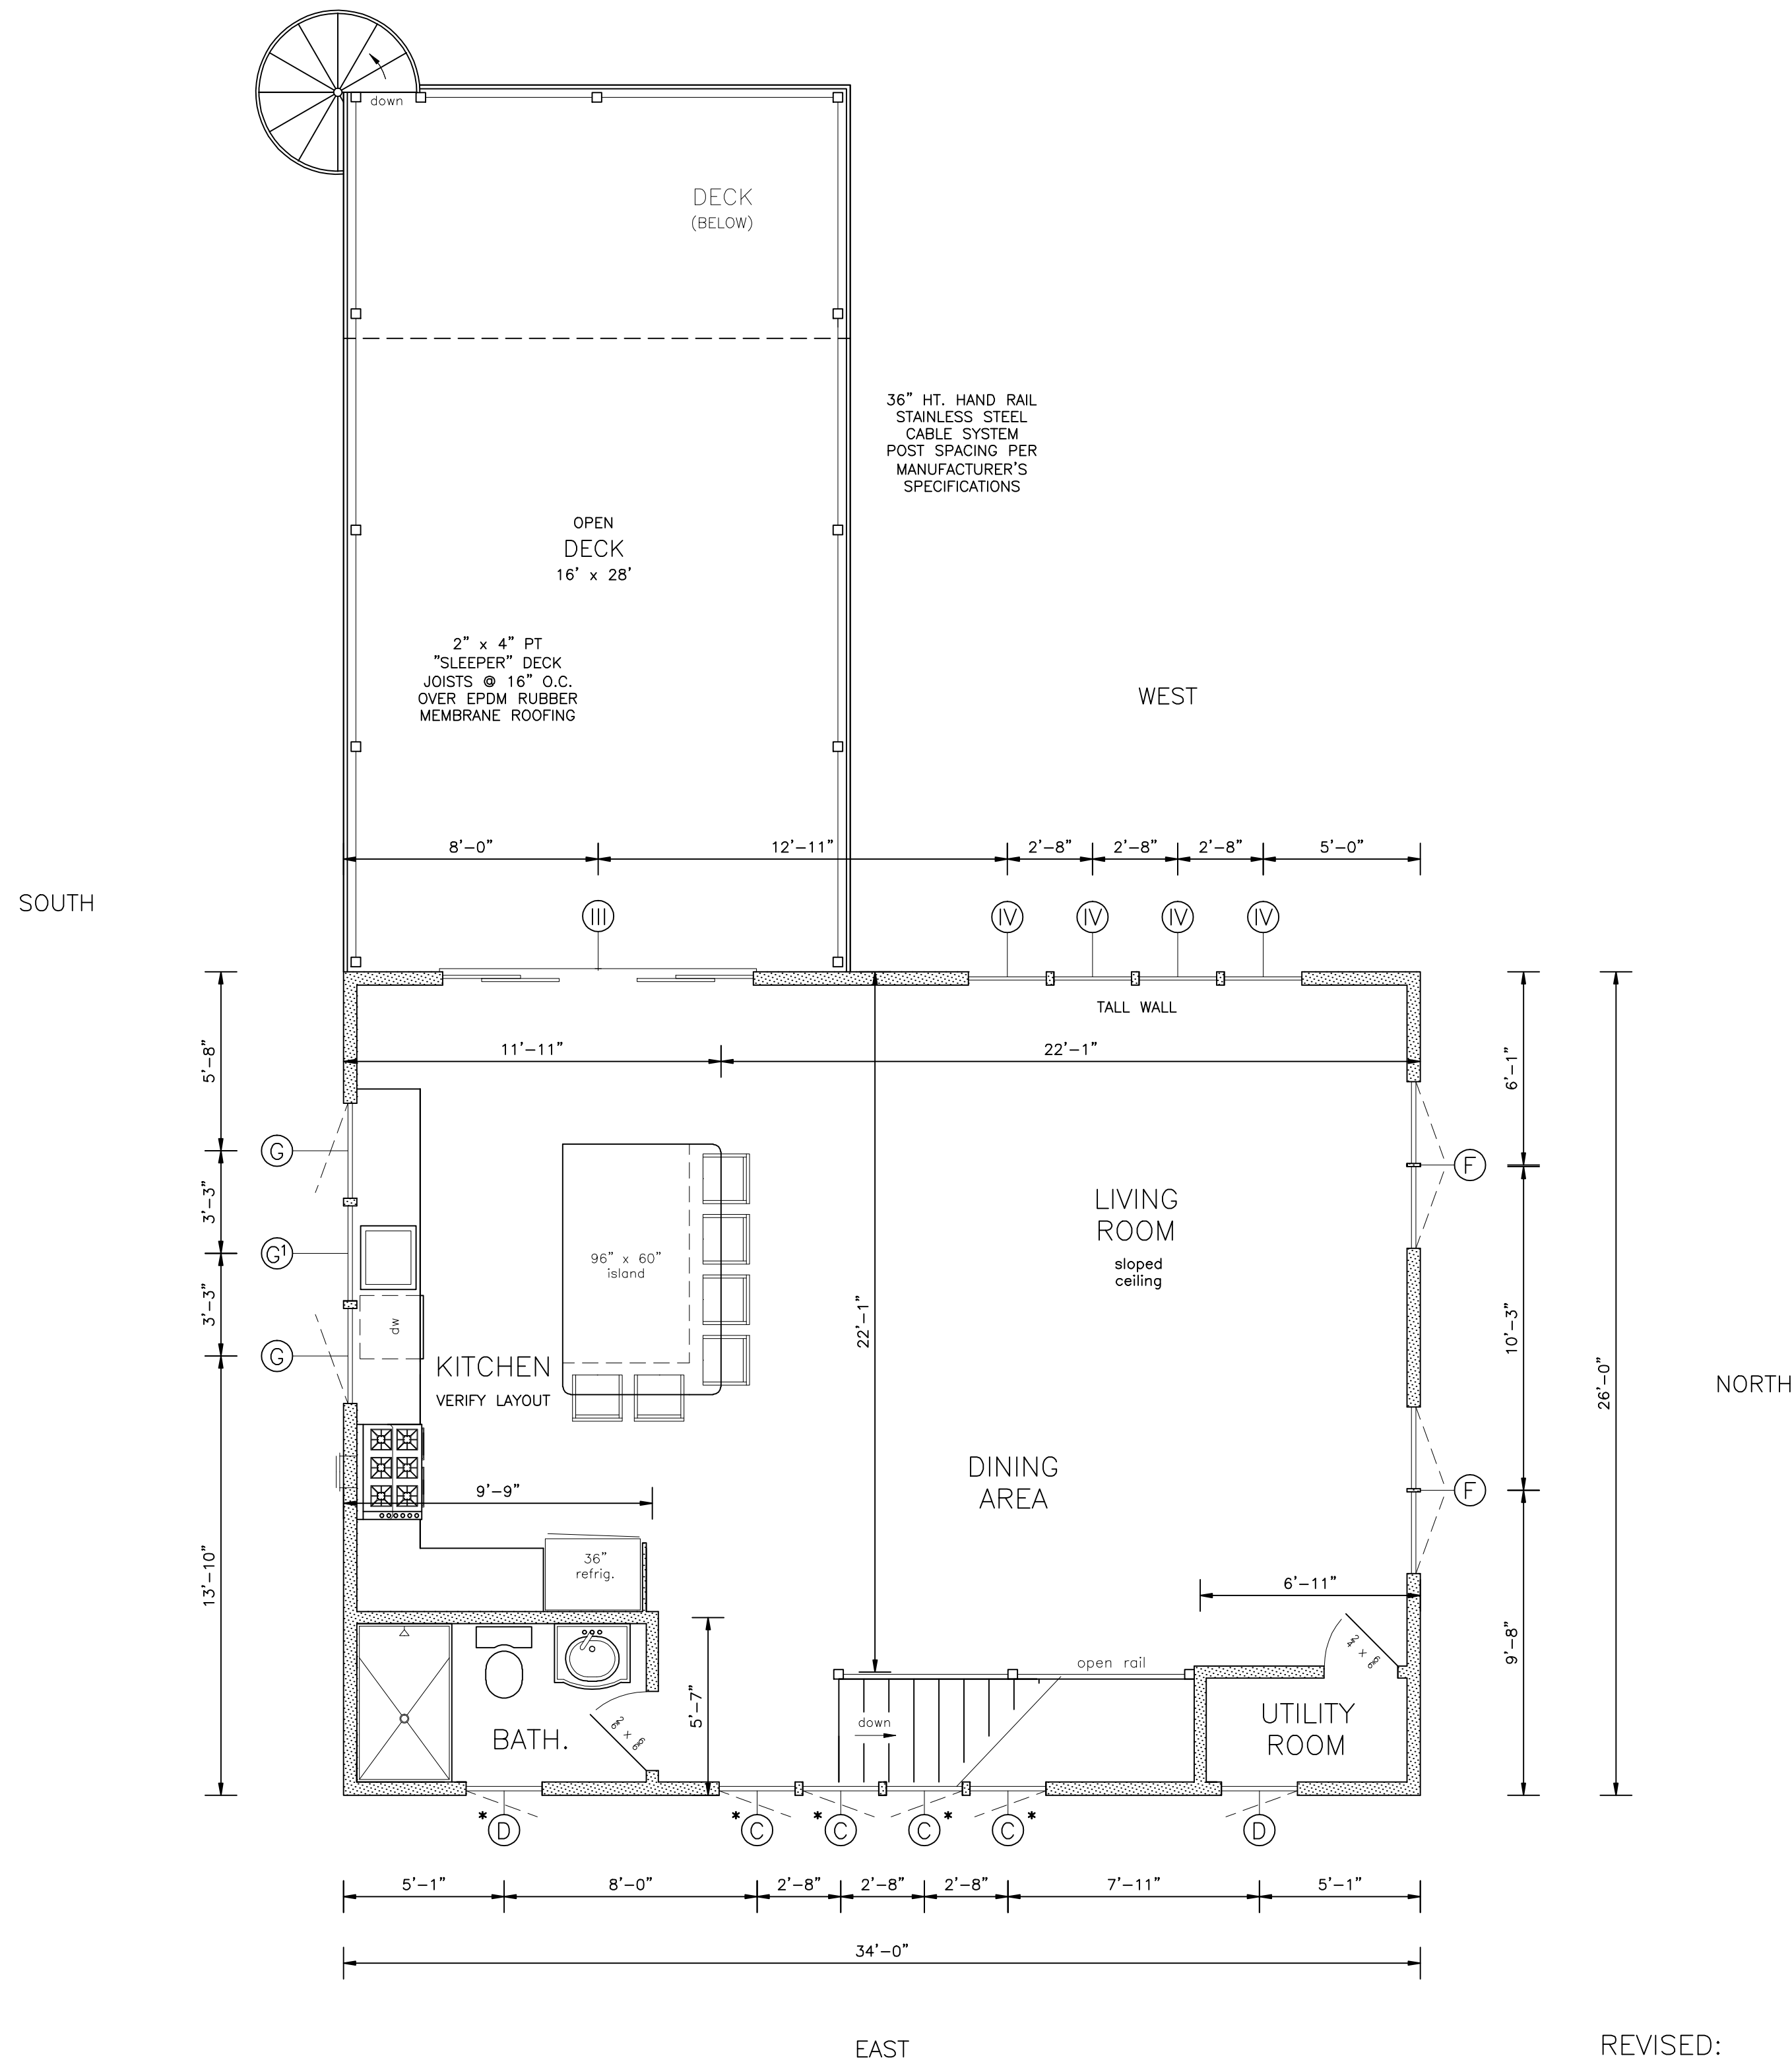 down
DECK
(BELOW)
36" HT. HAND RAIL
STAINLESS STEEL
CABLE SYSTEM
POST SPACING PER
MANUFACTURER'S
SPECIFICATIONS
OPEN
DECK
16' x 28'
2" x 4" PT
"SLEEPER" DECK
JOISTS @ 16" O.C.
OVER EPDM RUBBER
MEMBRANE ROOFING
WEST
8'-0" 12'-11" 2'-8" 2'-8" 2'-8" 5'-0"
SOUTH
III IV IV IV IV
TALL WALL
11'-11" 22'-1"
5'-8"
6'-1"
G
F
3'-3"
LIVING
ROOM
sloped
ceiling
G1
96" x 60"
island
3'-3"
dw
22'-1"
10'-3"
26'-0"
G
KITCHEN
VERIFY LAYOUT
NORTH
DINING
AREA
F
9'-9"
13'-10"
36"
refrig.
6'-11"
9'-8"
open rail
24 x 66
5'-7"
down
UTILITY
ROOM
BATH.
26 x 66
* D * C * C C * C * D
5'-1" 8'-0" 2'-8" 2'-8" 2'-8" 7'-11" 5'-1"
34'-0"
EAST
REVISED: